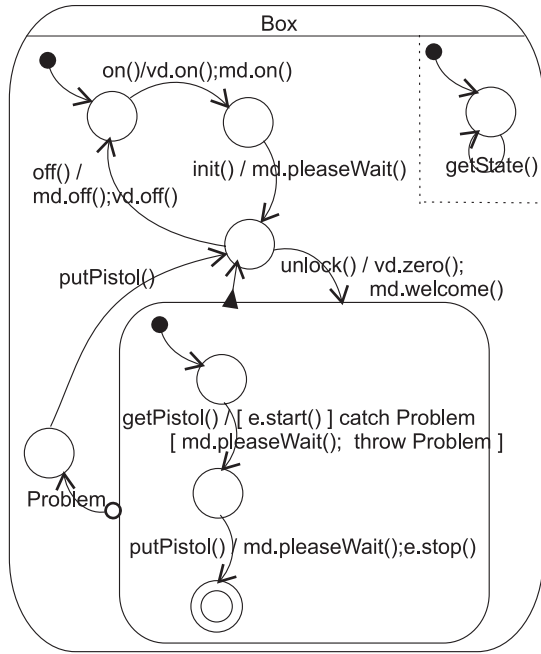 Box
on()/vd.on();md.on()
getState()
off() /
md.off();vd.off()
init() / md.pleaseWait()
putPistol()
unlock() / vd.zero();
md.welcome()
getPistol() / [ e.start() ] catch Problem
[ md.pleaseWait();  throw Problem ]
Problem
putPistol() / md.pleaseWait();e.stop()